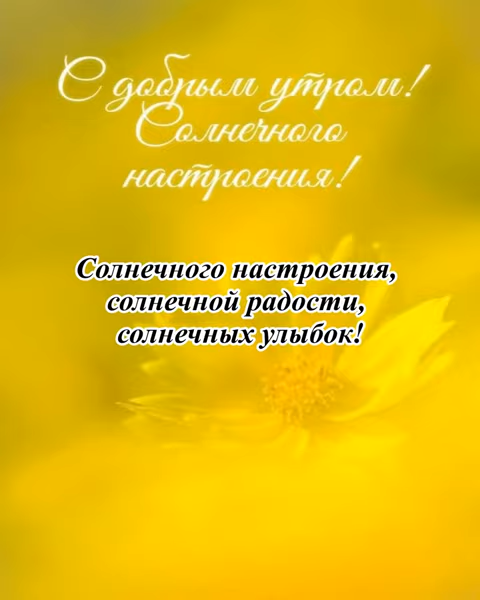 С добрым утром!
Солнечного
настроения!
Солнечного настроения,
солнечной радости,
солнечных улыбок!